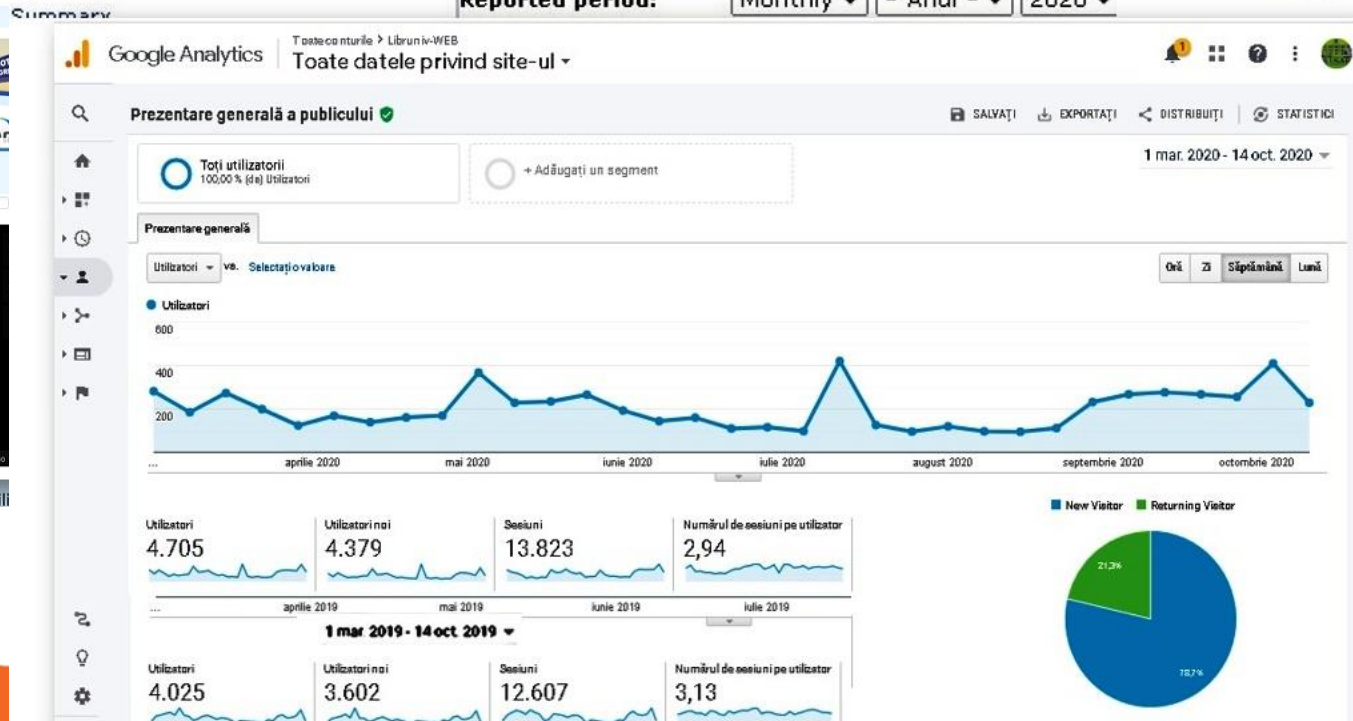 Summary
Reported period: Monthly - Anul - 2020
Google Analytics
Toate conturile > Libruniv-WEB
Toate datele privind site-ul
1
Prezentare generală a publicului
SALVAȚI EXPORTAȚI DISTRIBUIȚI STATISTICI
Toți utilizatorii
100,00 % (de) Utilizatori
+ Adăugați un segment
1 mar. 2020 - 14 oct. 2020
Prezentare generală
Utilizatori vs. Selectați o valoare
Oră Zi Săptămână Lună
Utilizatori
600
400
200
... aprilie 2020 mai 2020 iunie 2020 iulie 2020 august 2020 septembrie 2020 octombrie 2020
New Visitor Returning Visitor
Utilizatori Utilizatori noi Sesiuni Numărul de sesiuni pe utilizator
4.705 4.379 13.823 2,94
21,3%
78,7%
... aprilie 2019 mai 2019 iunie 2019 iulie 2019
1 mar 2019 - 14 oct 2019
Utilizatori Utilizatori noi Sesiuni Numărul de sesiuni pe utilizator
4.025 3.602 12.607 3,13